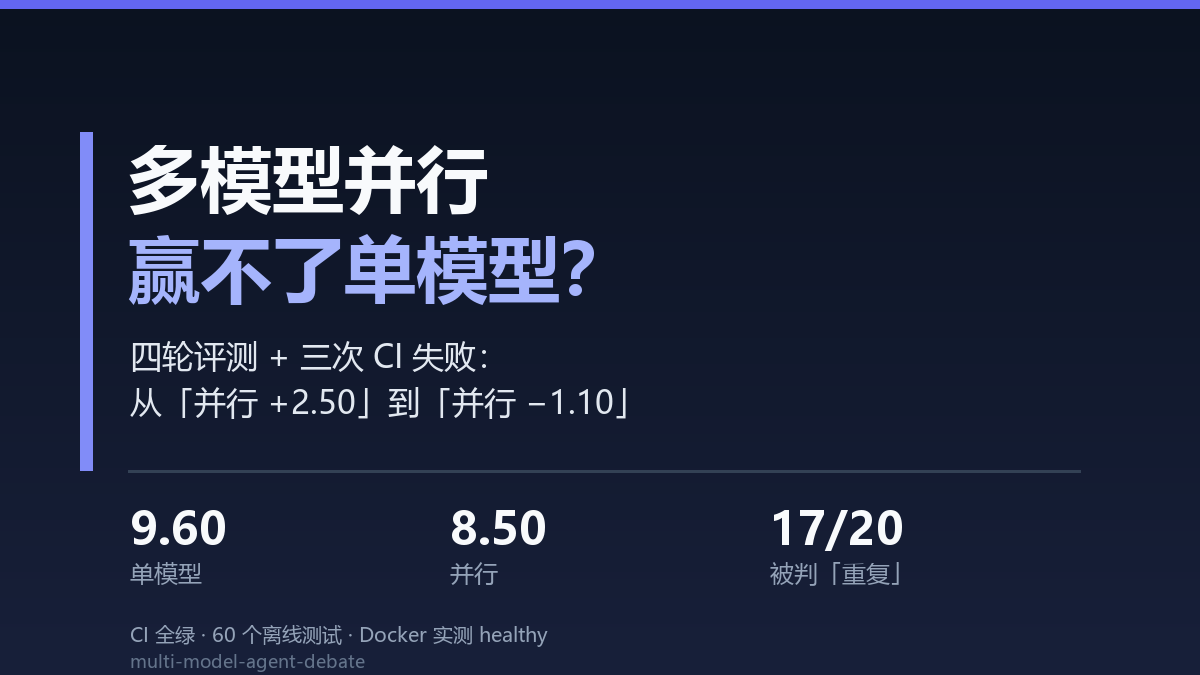 多模型并行
赢不了单模型?
四轮评测 + 三次 CI 失败：
从「并行 +2.50」到「并行 −1.10」
9.60 8.50 17/20
单模型 并行 被判「重复」
CI 全绿 · 60 个离线测试 · Docker 实测 healthy
multi-model-agent-debate